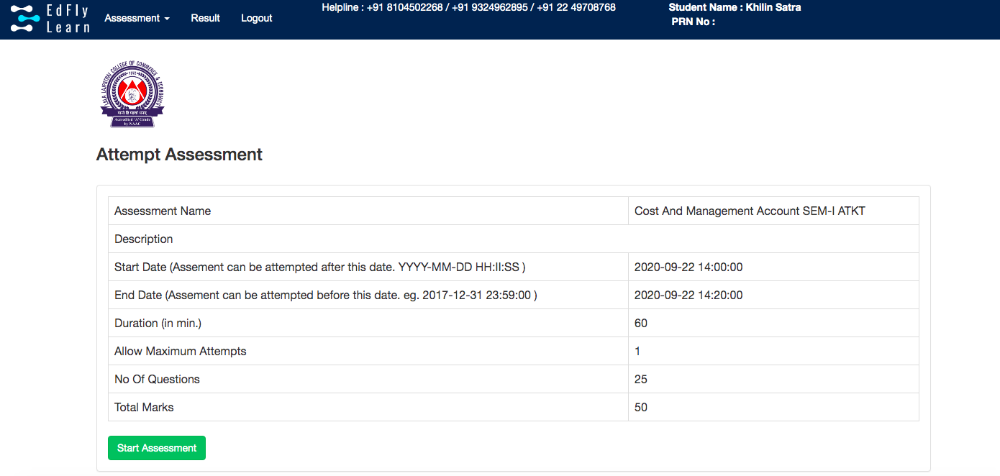 EdFly
Learn
Assessment
Result
Logout
Helpline : +91 8104502268 / +91 9324962895 / +91 22 49708768
Student Name : Khilin Satra
PRN No :
LALA LAJPATRAI COLLEGE OF COMMERCE & ECONOMICS
1972
मानो हि महतां धनम्
Accredited 'A' Grade
by NAAC
Attempt Assessment
Assessment Name Cost And Management Account SEM-I ATKT
Description
Start Date (Assement can be attempted after this date. YYYY-MM-DD HH:II:SS ) 2020-09-22 14:00:00
End Date (Assement can be attempted before this date. eg. 2017-12-31 23:59:00 ) 2020-09-22 14:20:00
Duration (in min.) 60
Allow Maximum Attempts 1
No Of Questions 25
Total Marks 50
Start Assessment